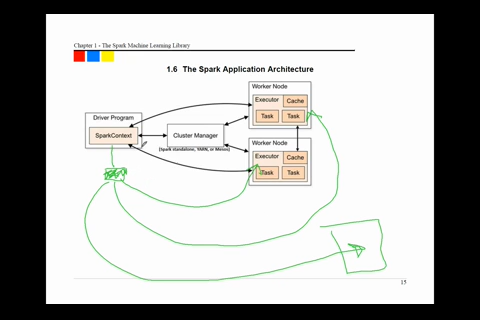 Chapter 1 - The Spark Machine Learning Library
1.6 The Spark Application Architecture
Worker Node
Executor
Cache
Task
Task
Driver Program
SparkContext
Cluster Manager
(Spark standalone, YARN, or Mesos)
Worker Node
Executor
Cache
Task
Task
15